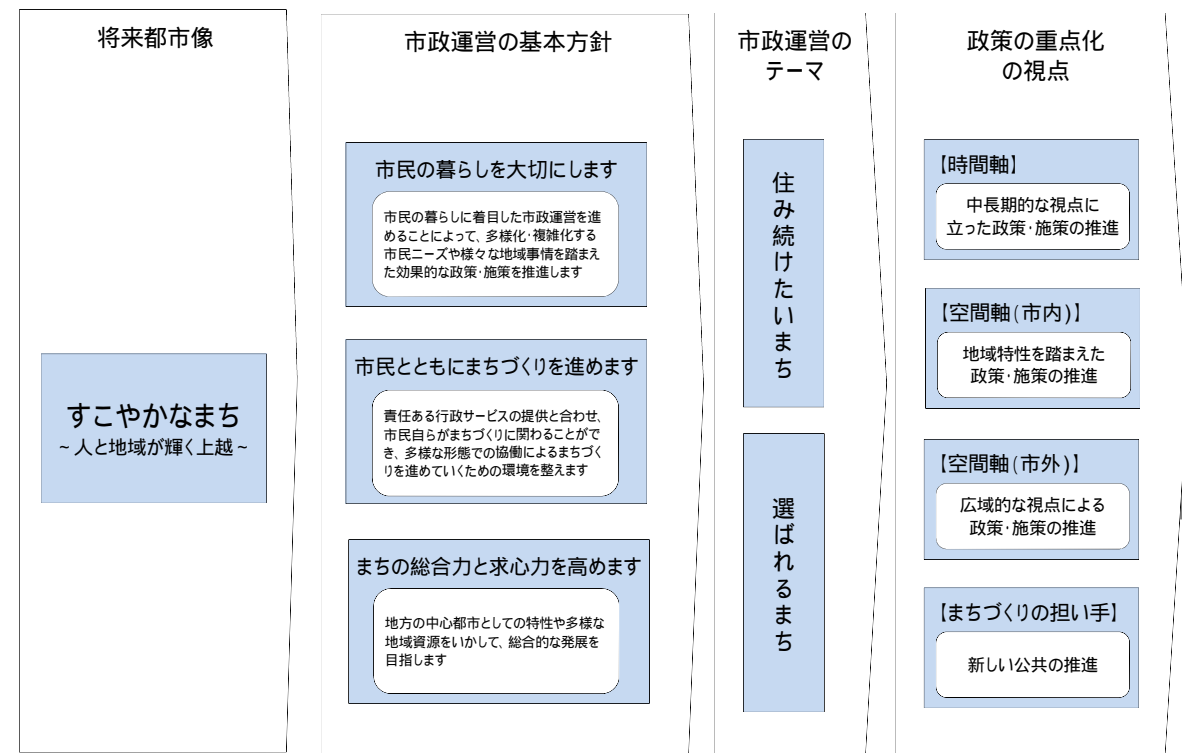 将来都市像
すこやかなまち
~人と地域が輝く上越~
市政運営の基本方針
市民の暮らしを大切にします
市民の暮らしに着目した市政運営を進
めることによって、多様化・複雑化する
市民ニーズや様々な地域事情を踏まえ
た効果的な政策・施策を推進します
市民とともにまちづくりを進めます
責任ある行政サービスの提供と合わせ、
市民自らがまちづくりに関わることがで
き、多様な形態での協働によるまちづく
りを進めていくための環境を整えます
まちの総合力と求心力を高めます
地方の中心都市としての特性や多様な
地域資源をいかして、総合的な発展を
目指します
市政運営の
テーマ
住み続けたいまち
選ばれるまち
政策の重点化
の視点
【時間軸】
中長期的な視点に
立った政策・施策の推進
【空間軸(市内)】
地域特性を踏まえた
政策・施策の推進
【空間軸(市外)】
広域的な視点による
政策・施策の推進
【まちづくりの担い手】
新しい公共の推進